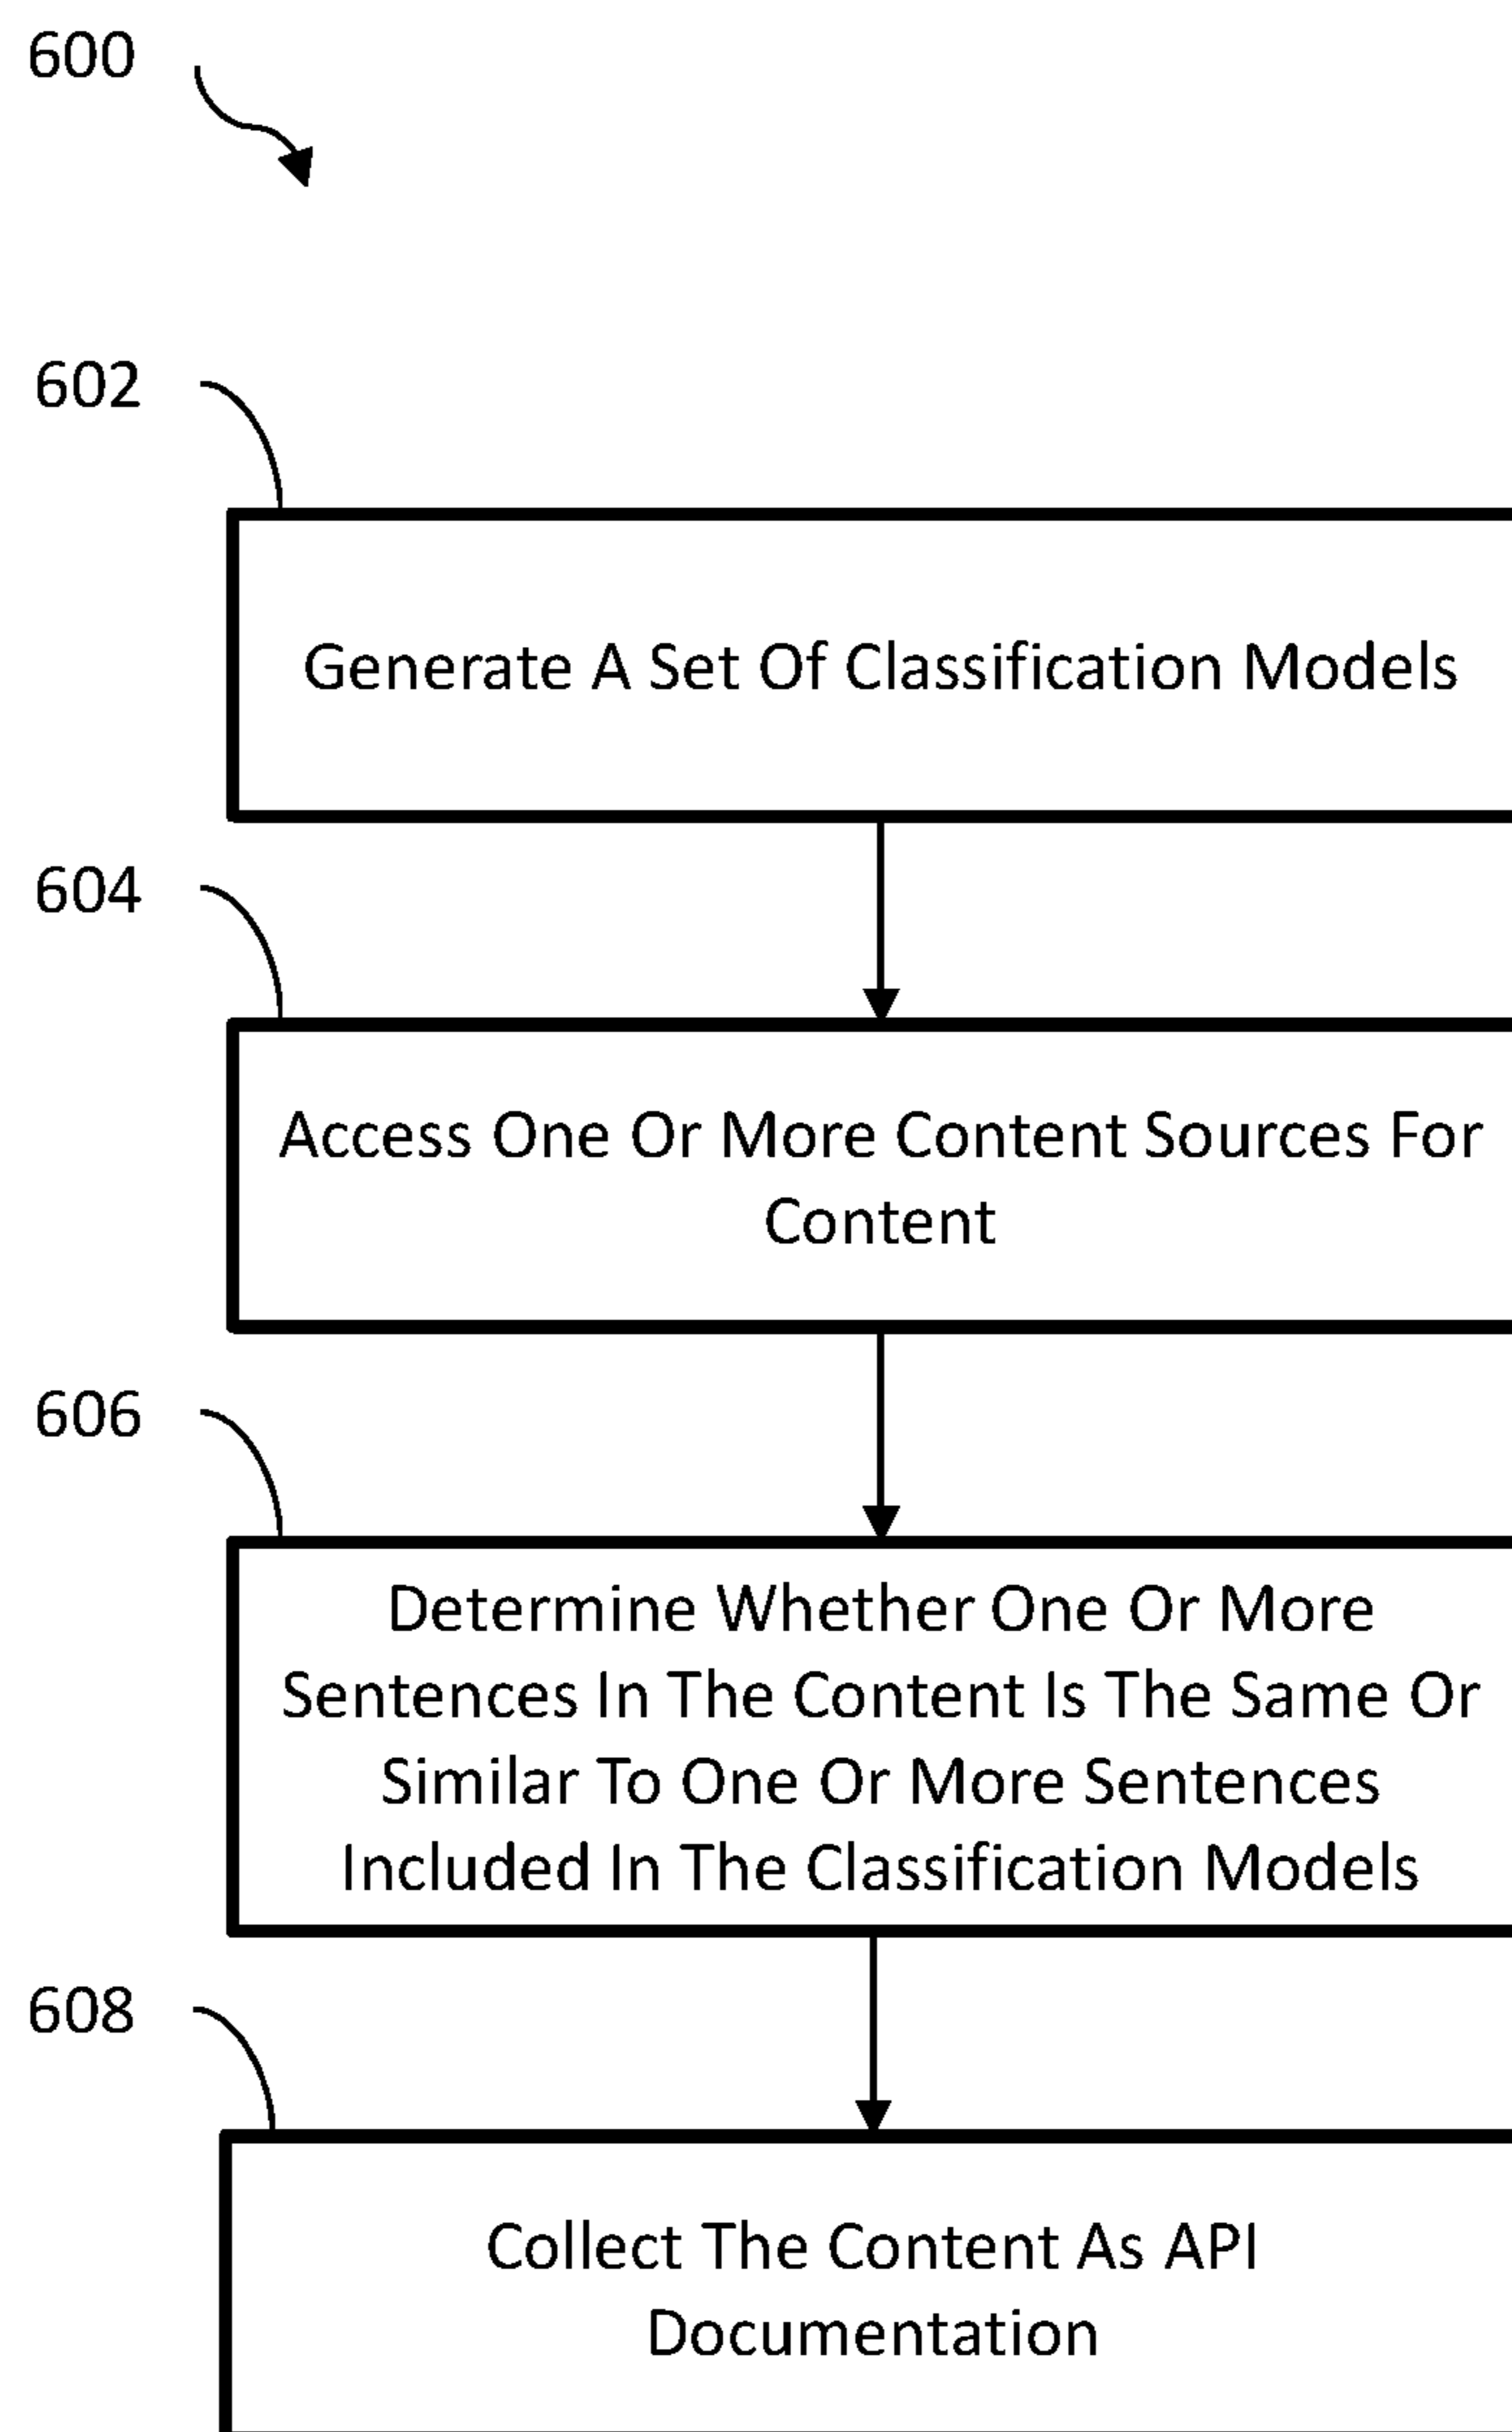 600
602
Generate A Set Of Classification Models
604
Access One Or More Content Sources For
Content
606
Determine Whether One Or More
Sentences In The Content Is The Same Or
Similar To One Or More Sentences
Included In The Classification Models
608
Collect The Content As API
Documentation